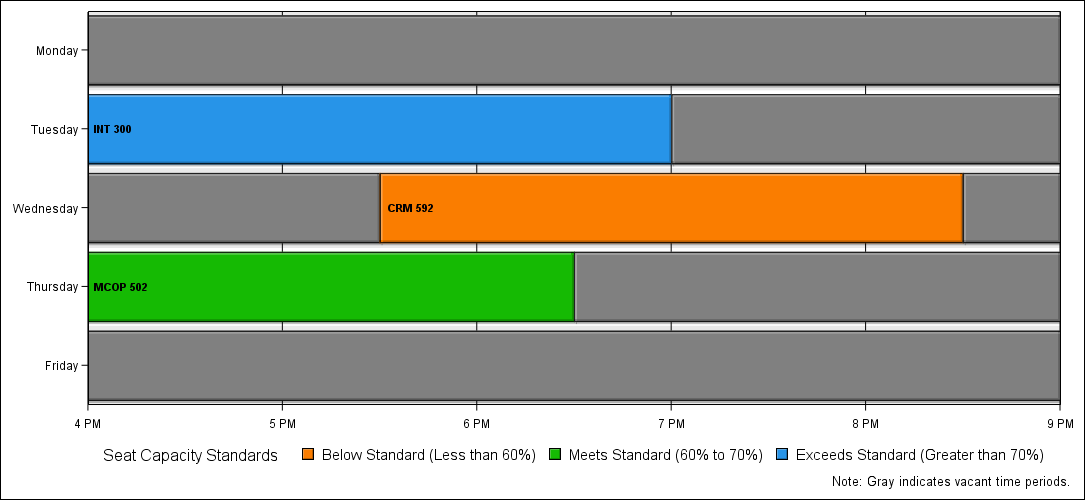 Monday
Tuesday
INT 300
Wednesday
CRM 592
Thursday
MCOP 502
Friday
4 PM 5 PM 6 PM 7 PM 8 PM 9 PM
Seat Capacity Standards Below Standard (Less than 60%) Meets Standard (60% to 70%) Exceeds Standard (Greater than 70%)
Note: Gray indicates vacant time periods.